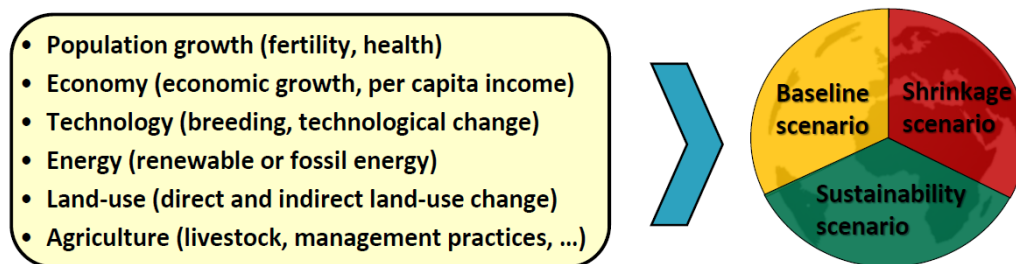 • Population growth (fertility, health)
• Economy (economic growth, per capita income)
• Technology (breeding, technological change)
• Energy (renewable or fossil energy)
• Land-use (direct and indirect land-use change)
• Agriculture (livestock, management practices, ...)
Baseline
scenario
Shrinkage
scenario
Sustainability
scenario